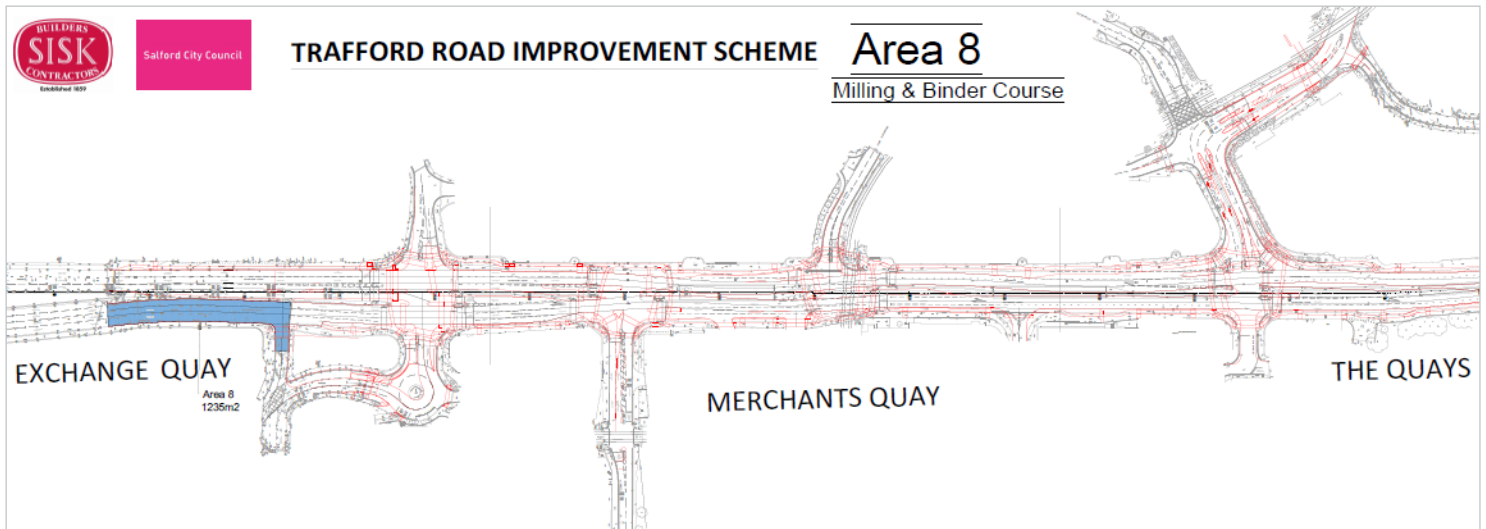 BUILDERS
SISK
CONTRACTORS
Established 1859
Salford City Council
TRAFFORD ROAD IMPROVEMENT SCHEME
Area 8
Milling & Binder Course
EXCHANGE QUAY
Area 8
1235m2
MERCHANTS QUAY
THE QUAYS